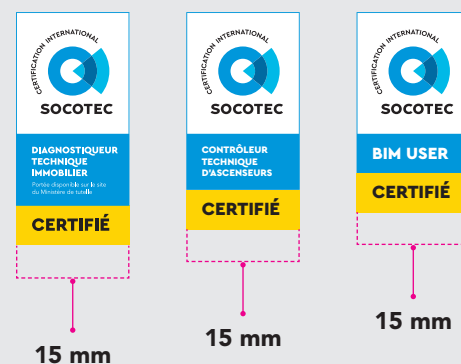 CERTIFICATION INTERNATIONAL
SOCOTEC
DIAGNOSTIQUEUR
TECHNIQUE
IMMOBILIER
Portée disponible sur le site
du Ministère de tutelle
CERTIFIÉ
15 mm
CERTIFICATION INTERNATIONAL
SOCOTEC
CONTRÔLEUR
TECHNIQUE
D'ASCENSEURS
CERTIFIÉ
15 mm
CERTIFICATION INTERNATIONAL
SOCOTEC
BIM USER
CERTIFIÉ
15 mm